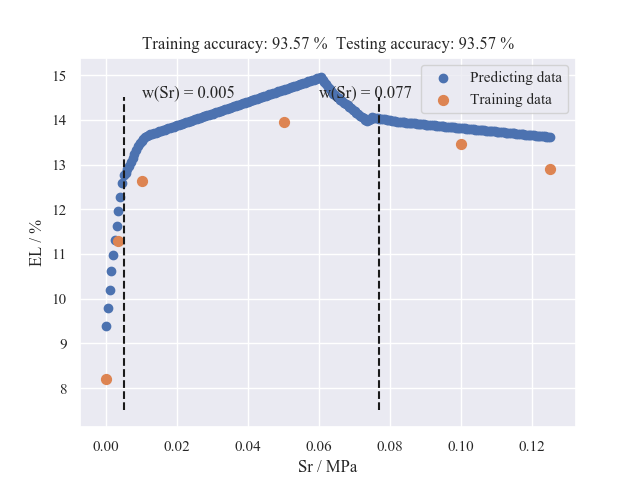 Training accuracy: 93.57 %  Testing accuracy: 93.57 %
15
14
13
12
11
10
9
8
EL / %
w(Sr) = 0.005
w(Sr) = 0.077
Predicting data
Training data
0.00 0.02 0.04 0.06 0.08 0.10 0.12
Sr / MPa